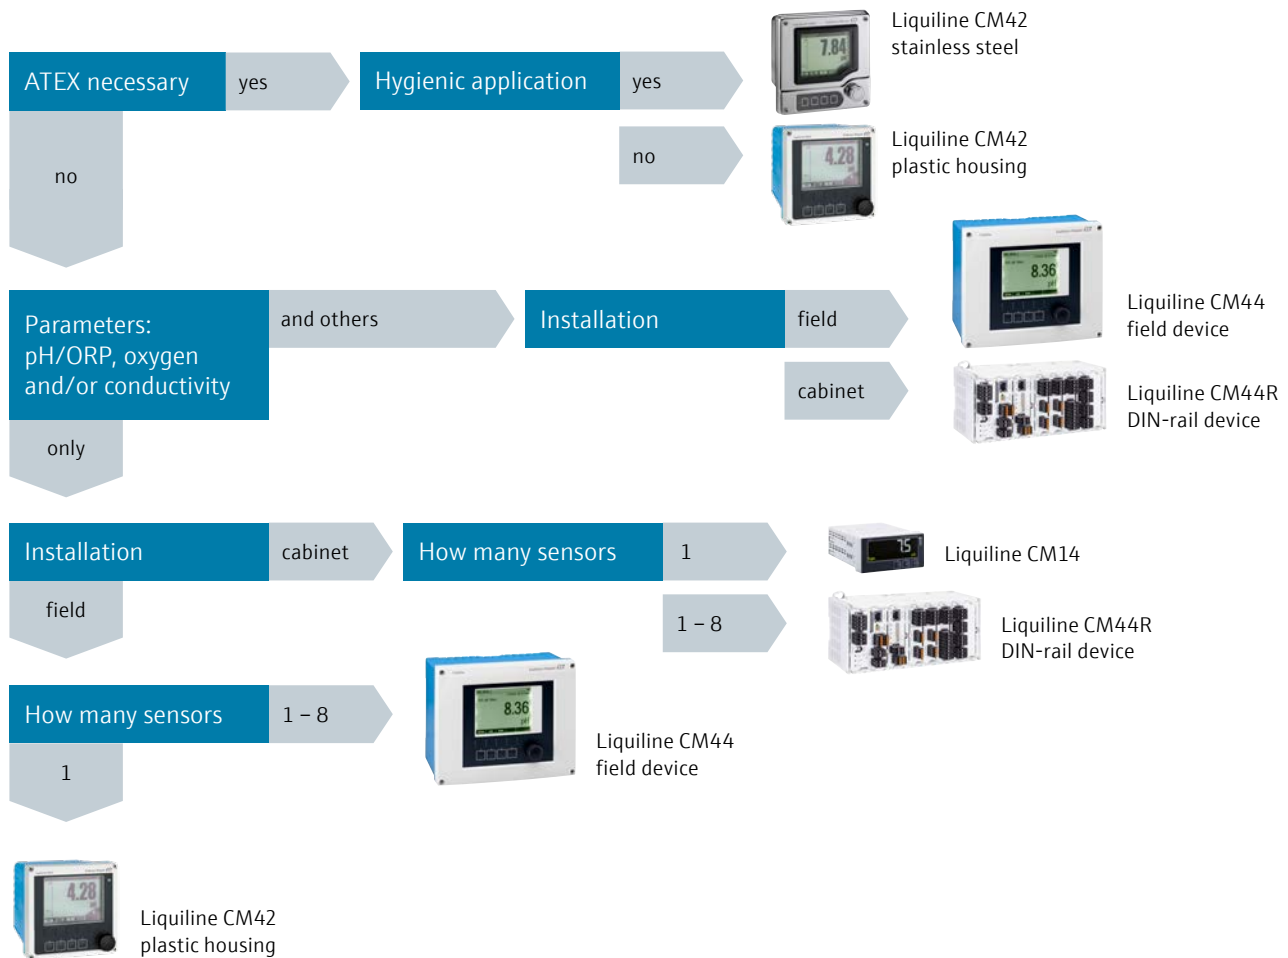 Liquiline CM42
stainless steel
7.84
ATEX necessary
yes
Hygienic application
yes
no
Liquiline CM42
plastic housing
4.28
no
Parameters:
pH/ORP, oxygen
and/or conductivity
and others
Installation
field
8.36
pH
Liquiline CM44
field device
cabinet
Liquiline CM44R
DIN-rail device
only
Installation
cabinet
How many sensors
1
7.5
Liquiline CM14
field
1 – 8
Liquiline CM44R
DIN-rail device
How many sensors
1 – 8
8.36
pH
Liquiline CM44
field device
1
4.28
Liquiline CM42
plastic housing